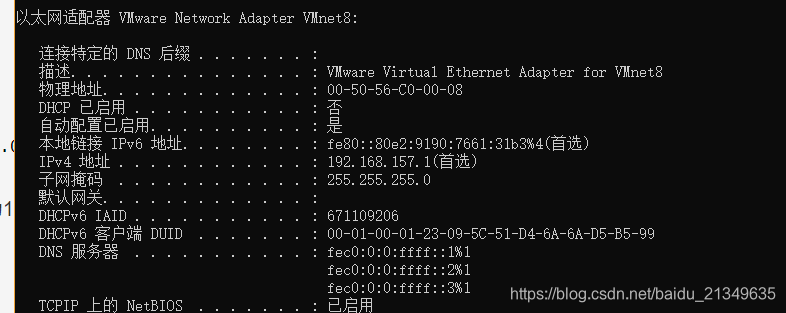 以太网适配器 VMware Network Adapter VMnet8:
连接特定的 DNS 后缀 . . . . . . . :
描述. . . . . . . . . . . . . . . : VMware Virtual Ethernet Adapter for VMnet8
物理地址. . . . . . . . . . . . . : 00-50-56-C0-00-08
DHCP 已启用 . . . . . . . . . . . : 否
自动配置已启用. . . . . . . . . . : 是
本地链接 IPv6 地址. . . . . . . . : fe80::80e2:9190:7661:31b3%4(首选)
IPv4 地址 . . . . . . . . . . . . : 192.168.157.1(首选)
子网掩码 . . . . . . . . . . . . : 255.255.255.0
默认网关. . . . . . . . . . . . . :
DHCPv6 IAID . . . . . . . . . . . : 671109206
DHCPv6 客户端 DUID . . . . . . . : 00-01-00-01-23-09-5C-51-D4-6A-6A-D5-B5-99
DNS 服务器 . . . . . . . . . . . : fec0:0:0:ffff::1%1
fec0:0:0:ffff::2%1
fec0:0:0:ffff::3%1
TCPIP 上的 NetBIOS . . . . . . . : 已启用
https://blog.csdn.net/baidu_21349635